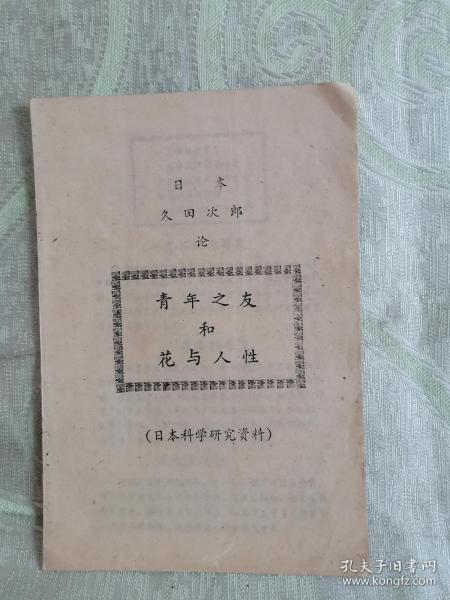 日本
久田次郎
论
青年之友
和
花与人性
(日本科学研究资料)
孔夫子旧书网
www.kongfz.com